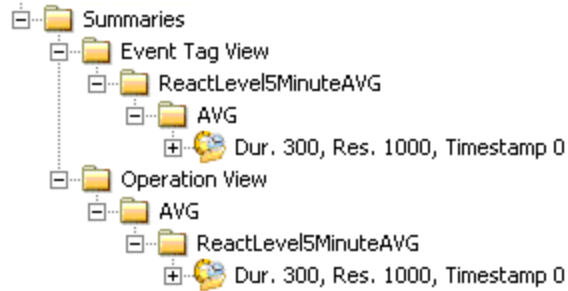 Summaries
Event Tag View
ReactLevel5MinuteAVG
AVG
Dur. 300, Res. 1000, Timestamp 0
Operation View
AVG
ReactLevel5MinuteAVG
Dur. 300, Res. 1000, Timestamp 0